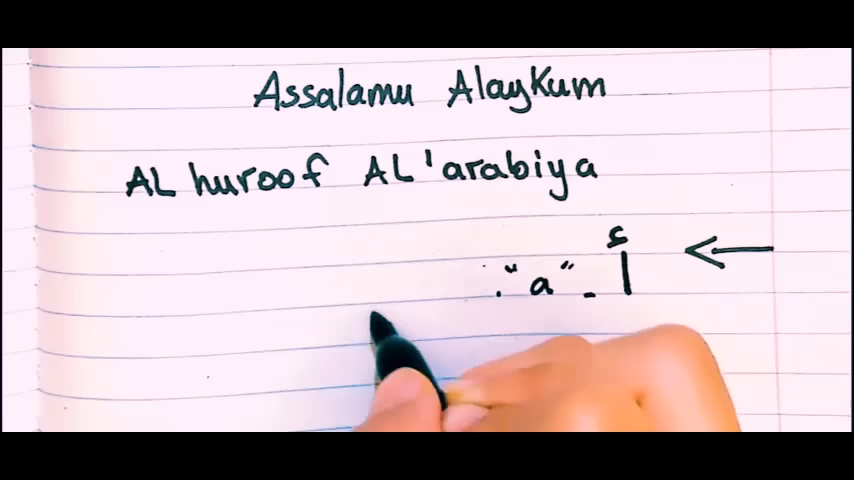 Assalamu Alaykum
AL huroof AL'arabiya
أ - "a" .